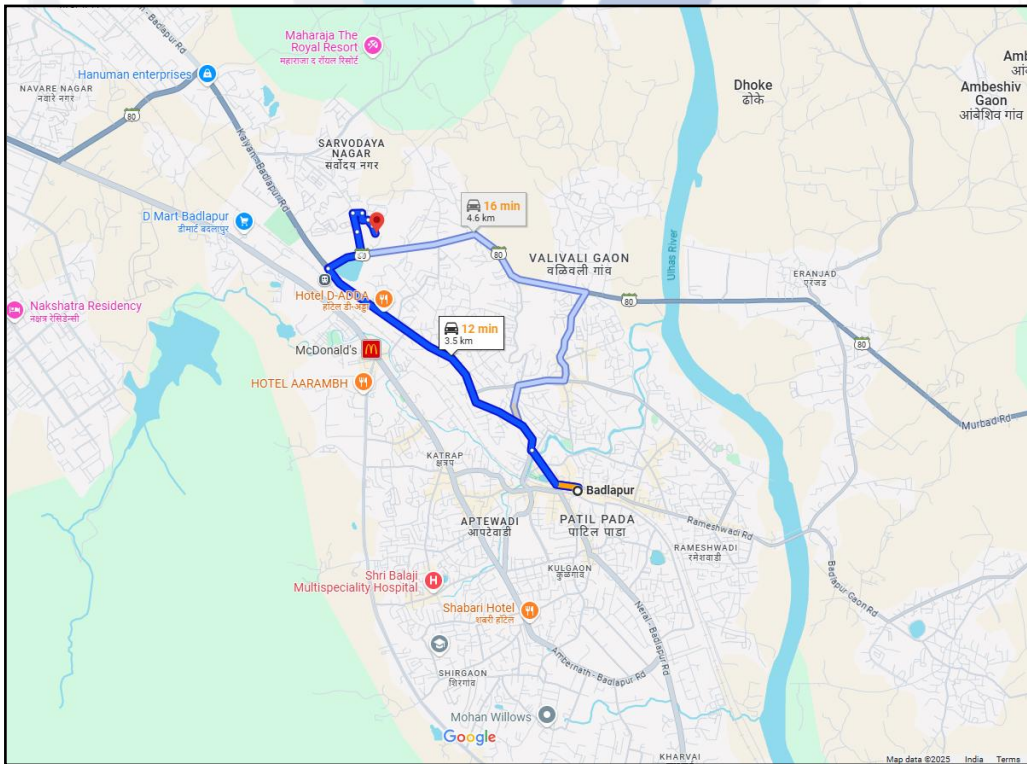 Kalyan - Badlapur Rd
Maharaja The
Royal Resort
महाराजा द रॉयल रिसॉर्ट
Hanuman enterprises
NAVARE NAGAR
नवारे नगर
80
80
Dhoke
ढोके
Ambeshiv
Gaon
आंबेशिव गांव
SARVODAYA
NAGAR
सर्वोदय नगर
Kalyan - Badlapur Rd
D Mart Badlapur
डीमार्ट बदलापुर
16 min
4.6 km
80
VALIVALI GAON
वळिवली गांव
Ulhas River
ERANJAD
एरंजड
80
80
Nakshatra Residency
नक्षत्र रेसिडेन्सी
Hotel D-ADDA
हॉटेल डी-अड्डा
12 min
3.5 km
McDonald's
HOTEL AARAMBH
Murbad Rd
KATRAP
Badlapur
APTEWADI
आपटेवाडी
PATIL PADA
पाटिल पाडा
Rameshwadi Rd
RAMESHWADI
रमेशवाडी
KULGAON
कुळगांव
Badlapur Gaon Rd
Shri Balaji
Multispeciality Hospital
Shabari Hotel
शबरी हॉटेल
Neral - Badlapur Rd
Ambernath - Badlapur Rd
SHIRGAON
शिरगांव
Mohan Willows
Google
KHARVAI
Map data ©2025 India Terms